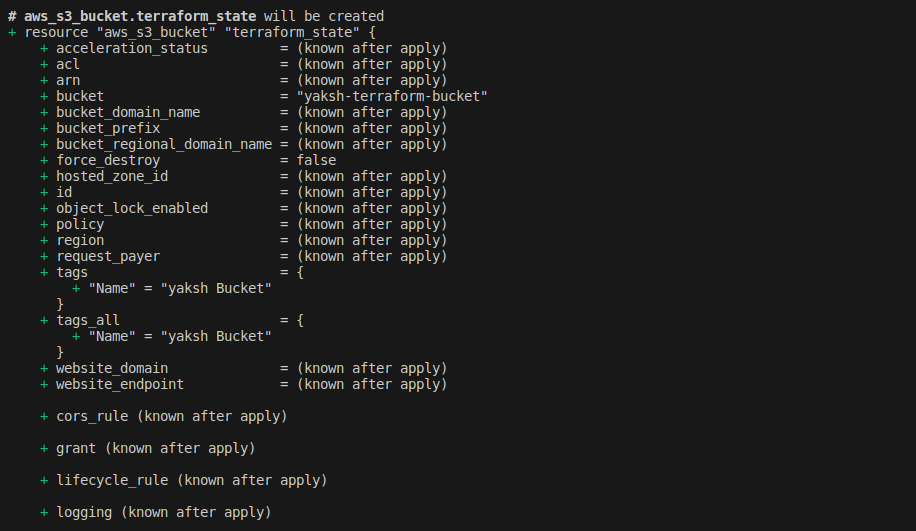 # aws_s3_bucket.terraform_state will be created
+ resource "aws_s3_bucket" "terraform_state" {
+ acceleration_status = (known after apply)
+ acl = (known after apply)
+ arn = (known after apply)
+ bucket = "yaksh-terraform-bucket"
+ bucket_domain_name = (known after apply)
+ bucket_prefix = (known after apply)
+ bucket_regional_domain_name = (known after apply)
+ force_destroy = false
+ hosted_zone_id = (known after apply)
+ id = (known after apply)
+ object_lock_enabled = (known after apply)
+ policy = (known after apply)
+ region = (known after apply)
+ request_payer = (known after apply)
+ tags = {
+ "Name" = "yaksh Bucket"
}
+ tags_all = {
+ "Name" = "yaksh Bucket"
}
+ website_domain = (known after apply)
+ website_endpoint = (known after apply)
+ cors_rule (known after apply)
+ grant (known after apply)
+ lifecycle_rule (known after apply)
+ logging (known after apply)